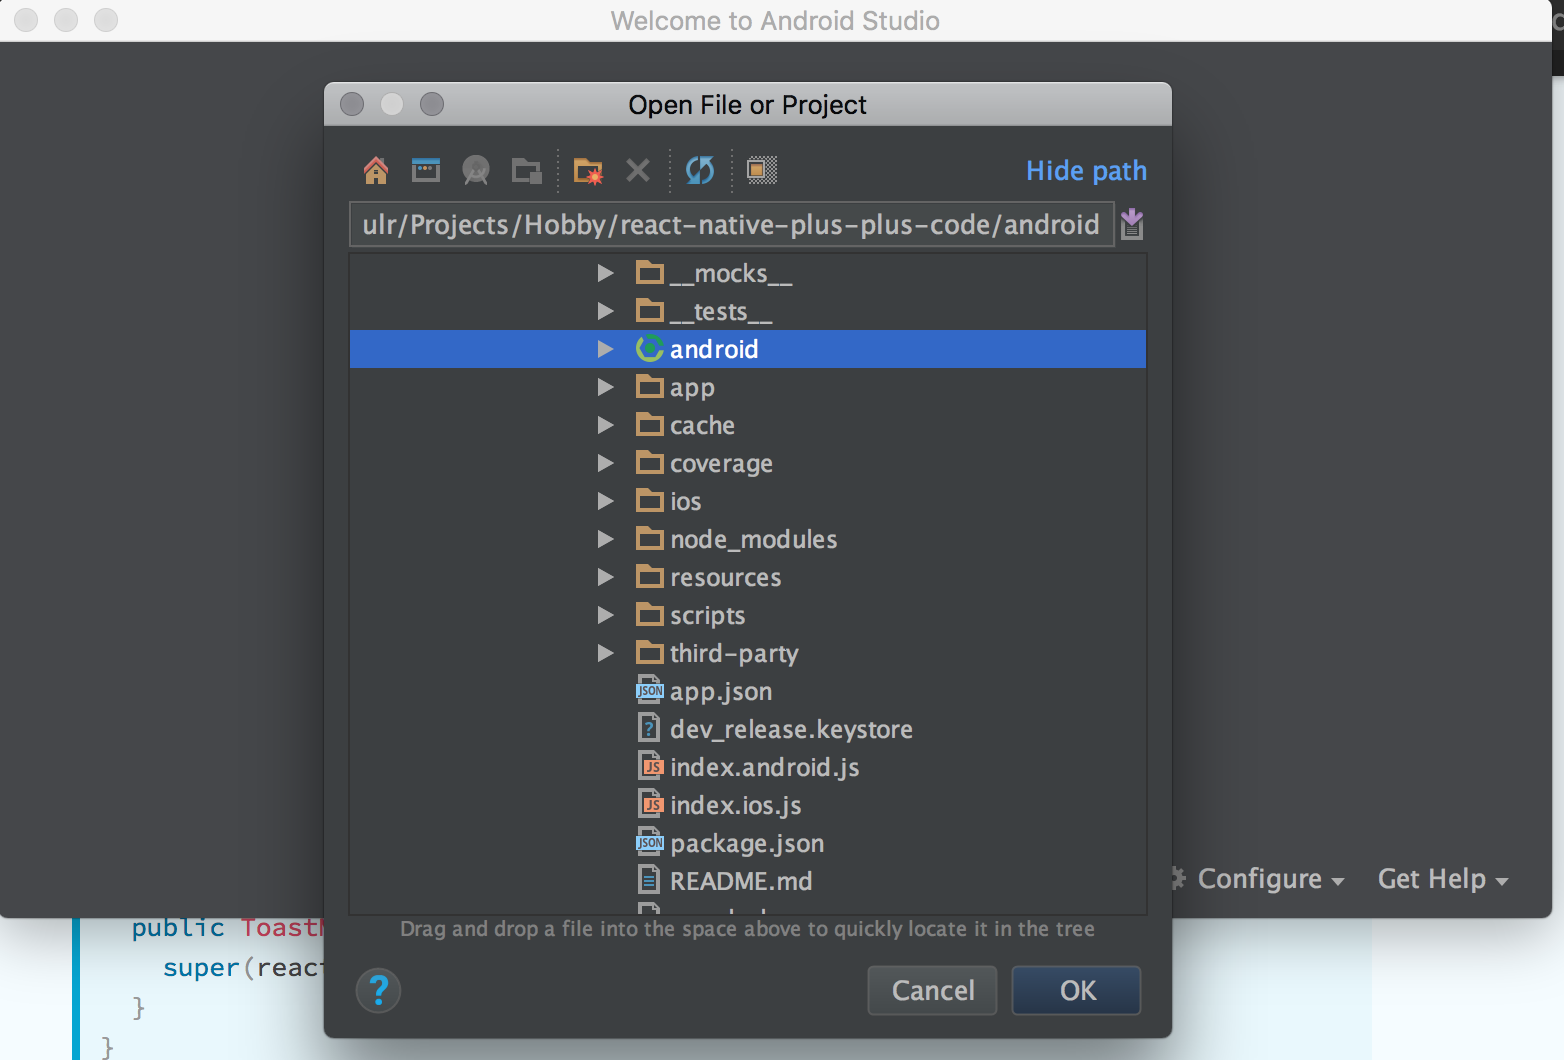 Welcome to Android Studio
Open File or Project
Hide path
ulr/Projects/Hobby/react-native-plus-plus-code/android
__mocks__
__tests__
android
app
cache
coverage
ios
node_modules
resources
scripts
third-party
JSON app.json
? dev_release.keystore
JS index.android.js
JS index.ios.js
JSON package.json
README.md
Configure
Get Help
Drag and drop a file into the space above to quickly locate it in the tree
public Toast
super(react
}
}
?
Cancel
OK